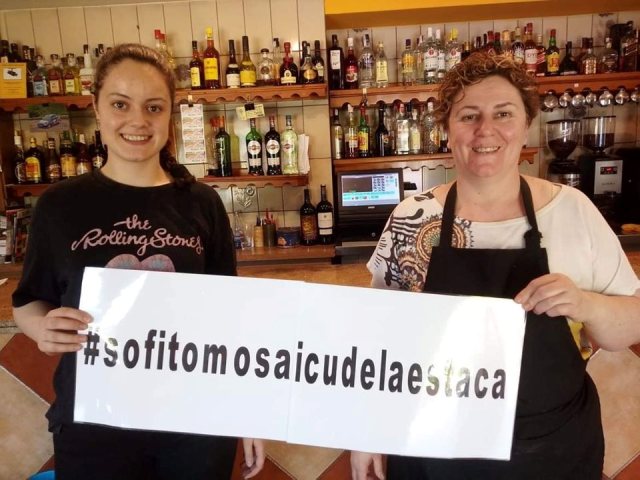 the
Rolling Stones
#sofitomosaicudelaestaca